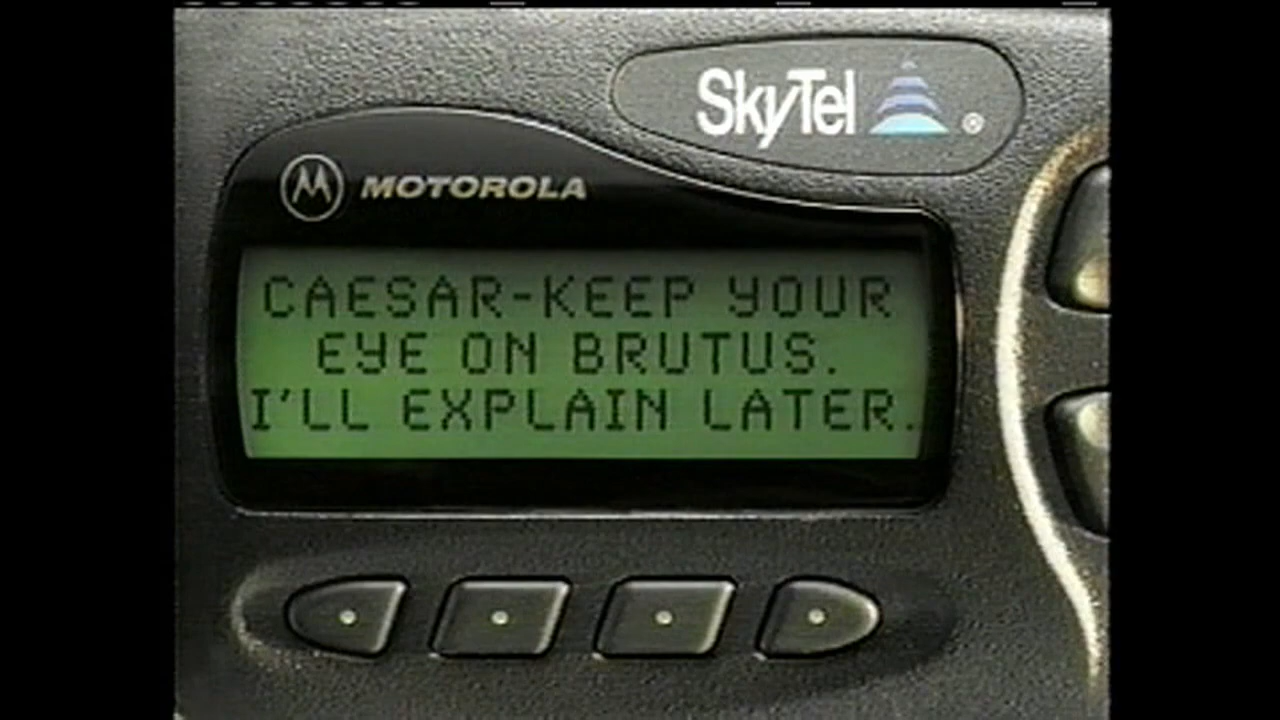 SkyTel ®
MOTOROLA
CAESAR-KEEP YOUR
EYE ON BRUTUS.
I'LL EXPLAIN LATER.